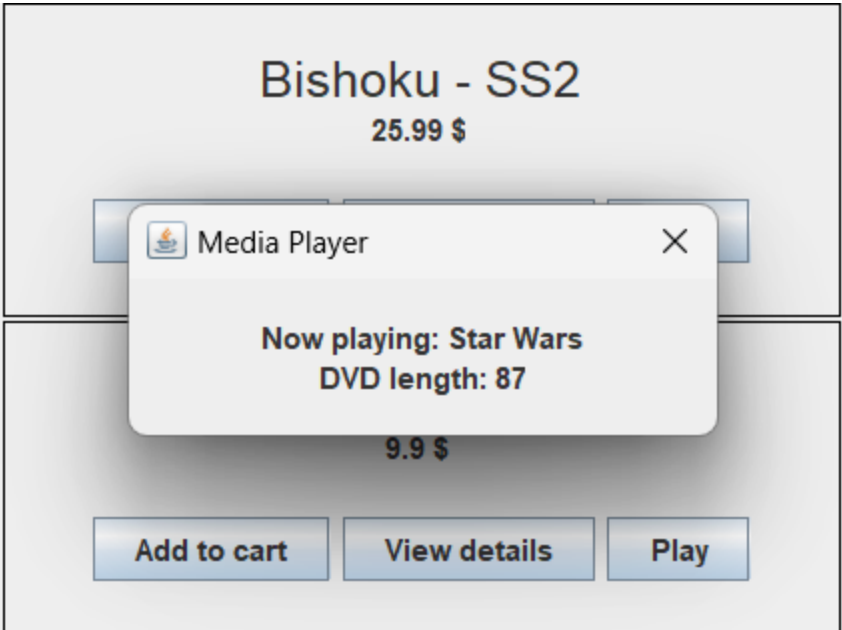 Bishoku - SS2
25.99 $
Media Player
Now playing: Star Wars
DVD length: 87
9.9 $
Add to cart
View details
Play